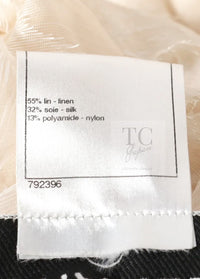 55% lin - linen
32% soie - silk
13% polyamide - nylon
TC
792396